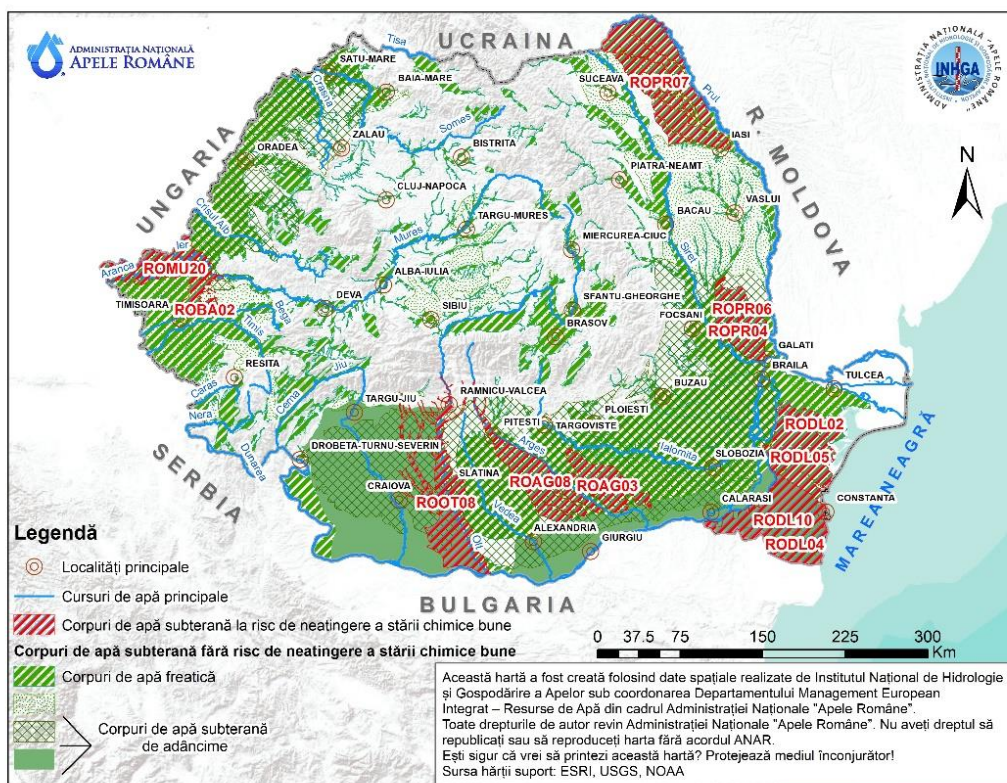 ADMINISTRAȚIA NAȚIONALĂ
APELE ROMÂNE
ADMINISTRAȚIA NAȚIONALĂ "APELE ROMÂNE"
INHGA
UCRAINA
R. MOLDOVA
UNGARIA
SERBIA
BULGARIA
MAREA NEAGRĂ
N
Tisa
SATU-MARE
BAIA-MARE
SUCEAVA
ROPR07
Prut
Crasna
Somes
ZALAU
BISTRITA
IASI
ORADEA
PIATRA-NEAMT
CLUJ-NAPOCA
VASLUI
BACAU
TARGU-MURES
Crisul Alb
Mures
MIERCUREA-CIUC
Siret
Ier
Aranca
ROMU20
ALBA-IULIA
DEVA
SIBIU
SFANTU-GHEORGHE
ROPR06
TIMISOARA
ROBA02
Bega
Timis
BRASOV
FOCSANI
ROPR04
GALATI
BRAILA
TULCEA
RESITA
Jiu
Caras
Nera
Cerna
RAMNICU-VALCEA
BUZAU
TARGU-JIU
PITESTI
PLOIESTI
TARGOVISTE
RODL02
Dunarea
DROBETA-TURNU-SEVERIN
Arges
Ialomita
SLOBOZIA
RODL05
SLATINA
ROAG08
ROAG03
CRAIOVA
ROOT08
Vedea
CALARASI
CONSTANTA
RODL10
ALEXANDRIA
GIURGIU
Olt
RODL04
Legendă
Localități principale
Cursuri de apă principale
Corpuri de apă subterană la risc de neatingere a stării chimice bune
Corpuri de apă subterană fără risc de neatingere a stării chimice bune
Corpuri de apă freatică
Corpuri de apă subterană
de adâncime
0 37.5 75 150 225 300
Km
Această hartă a fost creată folosind date spațiale realizate de Institutul Național de Hidrologie
și Gospodărire a Apelor sub coordonarea Departamentului Management European
Integrat – Resurse de Apă din cadrul Administrației Naționale "Apele Române".
Toate drepturile de autor revin Administrației Naționale "Apele Române". Nu aveți dreptul să
republicați sau să reproduceți harta fără acordul ANAR.
Ești sigur că vrei să printezi această hartă? Protejează mediul înconjurător!
Sursa hărții suport: ESRI, USGS, NOAA